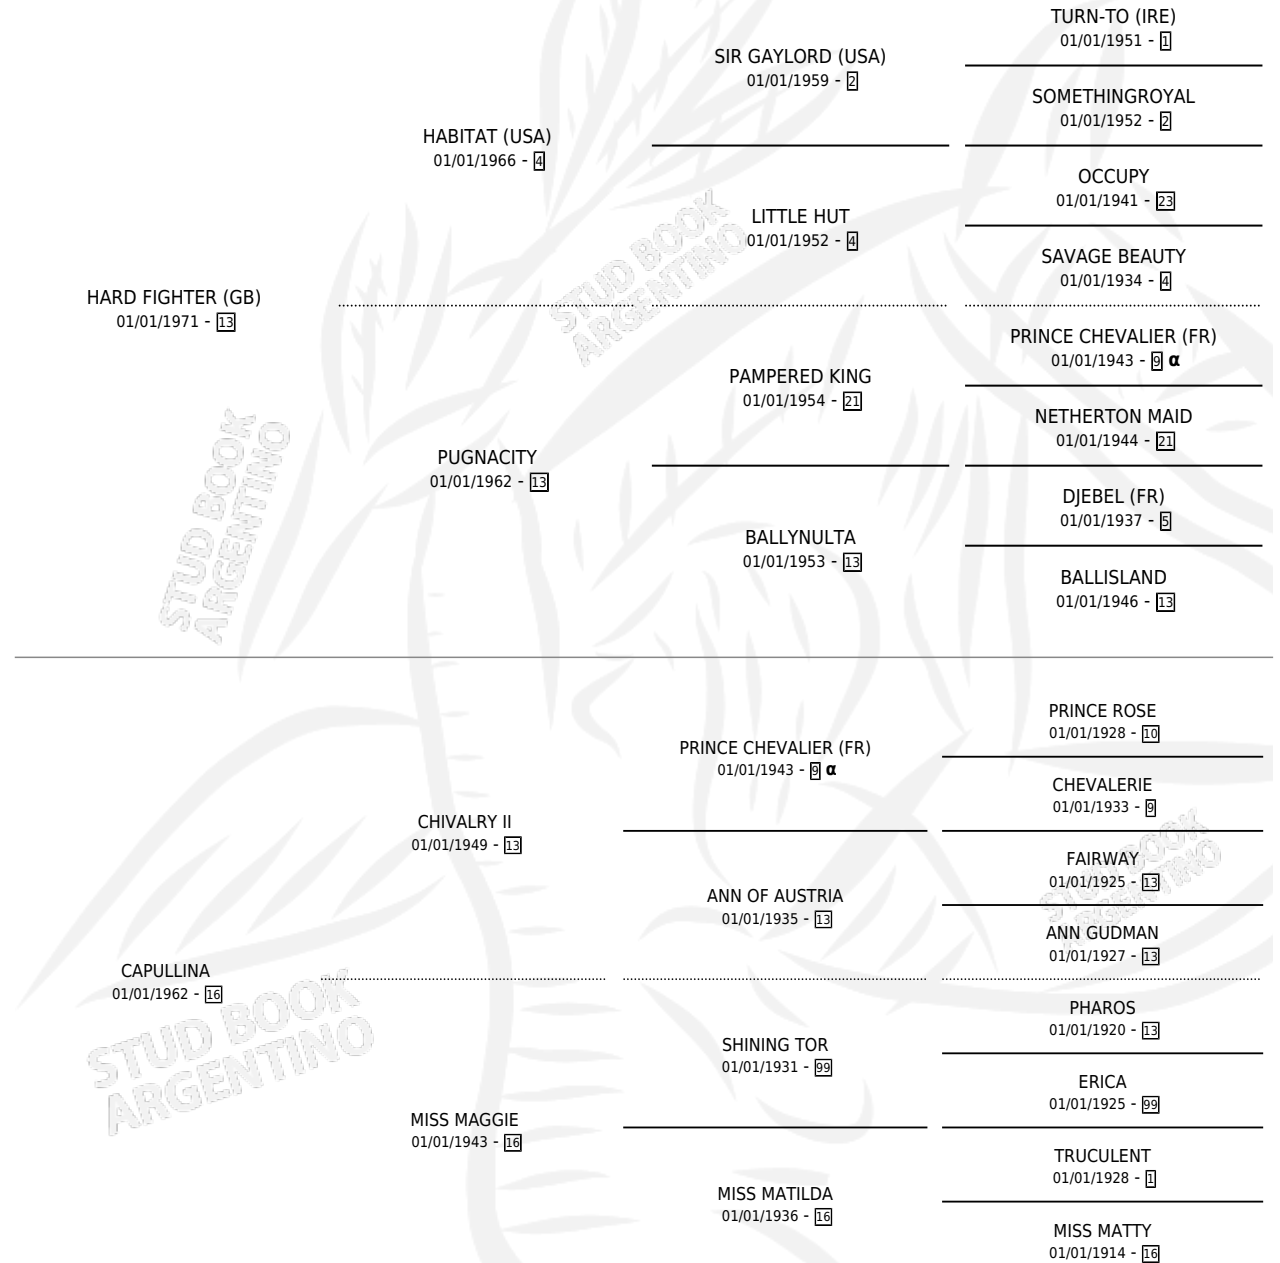 TURN-TO (IRE)
01/01/1951 - 1
SIR GAYLORD (USA)
01/01/1959 - 2
SOMETHINGROYAL
01/01/1952 - 2
HABITAT (USA)
01/01/1966 - 4
OCCUPY
01/01/1941 - 23
LITTLE HUT
01/01/1952 - 4
SAVAGE BEAUTY
01/01/1934 - 4
HARD FIGHTER (GB)
01/01/1971 - 13
PRINCE CHEVALIER (FR)
01/01/1943 - 9 α
PAMPERED KING
01/01/1954 - 21
NETHERTON MAID
01/01/1944 - 21
PUGNACITY
01/01/1962 - 13
DJEBEL (FR)
01/01/1937 - 5
BALLYNULTA
01/01/1953 - 13
BALLISLAND
01/01/1946 - 13
PRINCE ROSE
01/01/1928 - 10
PRINCE CHEVALIER (FR)
01/01/1943 - 9 α
CHEVALERIE
01/01/1933 - 9
CHIVALRY II
01/01/1949 - 13
FAIRWAY
01/01/1925 - 13
ANN OF AUSTRIA
01/01/1935 - 13
ANN GUDMAN
01/01/1927 - 13
CAPULLINA
01/01/1962 - 16
PHAROS
01/01/1920 - 13
SHINING TOR
01/01/1931 - 99
ERICA
01/01/1925 - 99
MISS MAGGIE
01/01/1943 - 16
TRUCULENT
01/01/1928 - 1
MISS MATILDA
01/01/1936 - 16
MISS MATTY
01/01/1914 - 16
STUD BOOK
ARGENTINO
STUD BOOK
ARGENTINO
STUD BOOK
ARGENTINO
STUD BOOK
ARGENTINO